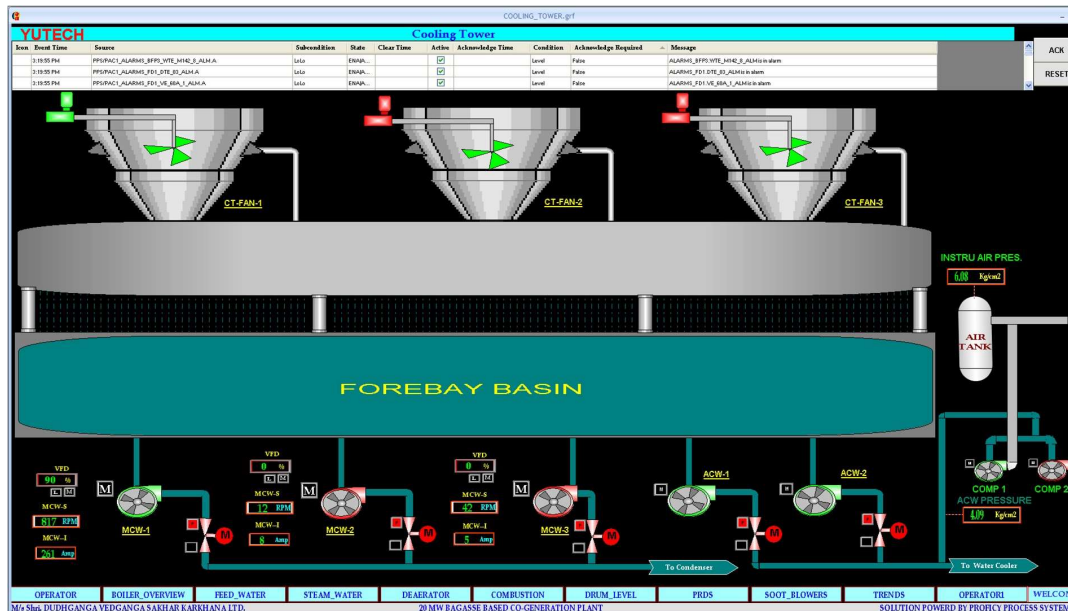 COOLING_TOWER.grf
YUTECH
Cooling Tower
Icon Event Time Source Subcondition State Clear Time Active Acknowledge Time Condition Acknowledge Required Message
3:19:55 PM PPS/PAC1_ALARMS_BFP3_WTE_M142_8_ALM.A LoLo ENA/A... Level False ALARMS_BFP3.WTE_M142_8_ALM is in alarm
3:19:55 PM PPS/PAC1_ALARMS_FD1_DTE_83_ALM.A LoLo ENA/A... Level False ALARMS_FD1.DTE_83_ALM is in alarm
3:19:55 PM PPS/PAC1_ALARMS_FD1_VE_68A_1_ALM.A LoLo ENA/A... Level False ALARMS_FD1.VE_68A_1_ALM is in alarm
ACK
RESET
CT-FAN-1
CT-FAN-2
CT-FAN-3
INSTRU AIR PRES.
6.08 Kg/cm2
AIR
TANK
FOREBAY BASIN
VFD
90 %
L M
MCW-S
817 RPM
MCW-I
261 Amp
M
MCW-1
M
VFD
0 %
L M
MCW-S
12 RPM
MCW-I
8 Amp
M
MCW-2
M
VFD
0 %
L M
MCW-S
42 RPM
MCW-I
5 Amp
M
MCW-3
M
ACW-1
M
ACW-2
M
COMP 1
COMP 2
ACW PRESSURE
4.09 Kg/cm2
To Condenser
To Water Cooler
OPERATOR BOILER_OVERVIEW FEED_WATER STEAM_WATER DEAERATOR COMBUSTION DRUM_LEVEL PRDS SOOT_BLOWERS TRENDS OPERATOR1 WELCOM
M/s Shri. DUDHGANGA VEDGANGA SAKHAR KARKHANA LTD. 20 MW BAGASSE BASED CO-GENERATION PLANT SOLUTION POWERD BY PROFICY PROCESS SYSTEM